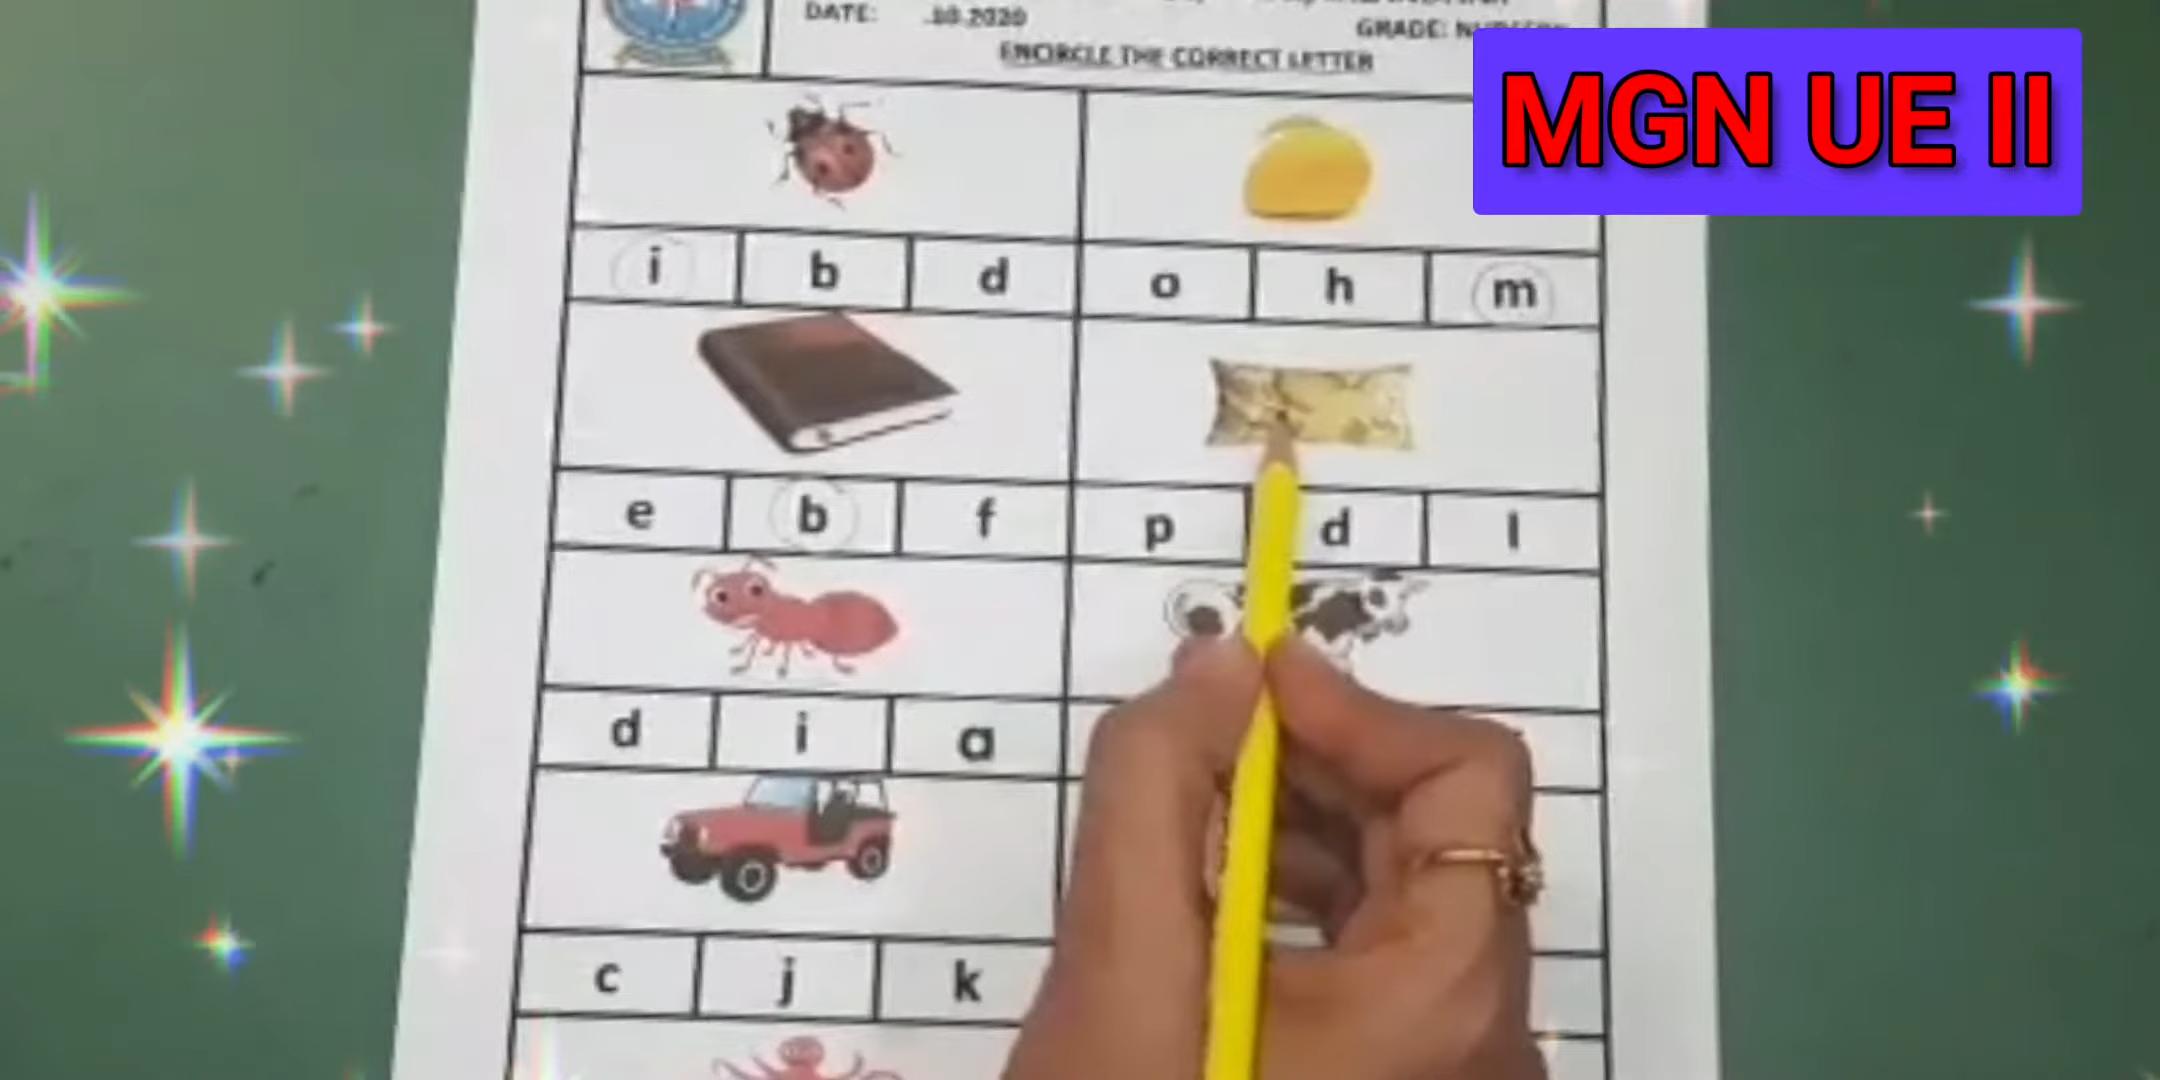 MGN UE II
DATE: .10.2020
GRADE:
ENCIRCLE THE CORRECT LETTER
i b d o h m
e b f p d l
d i a
c j k